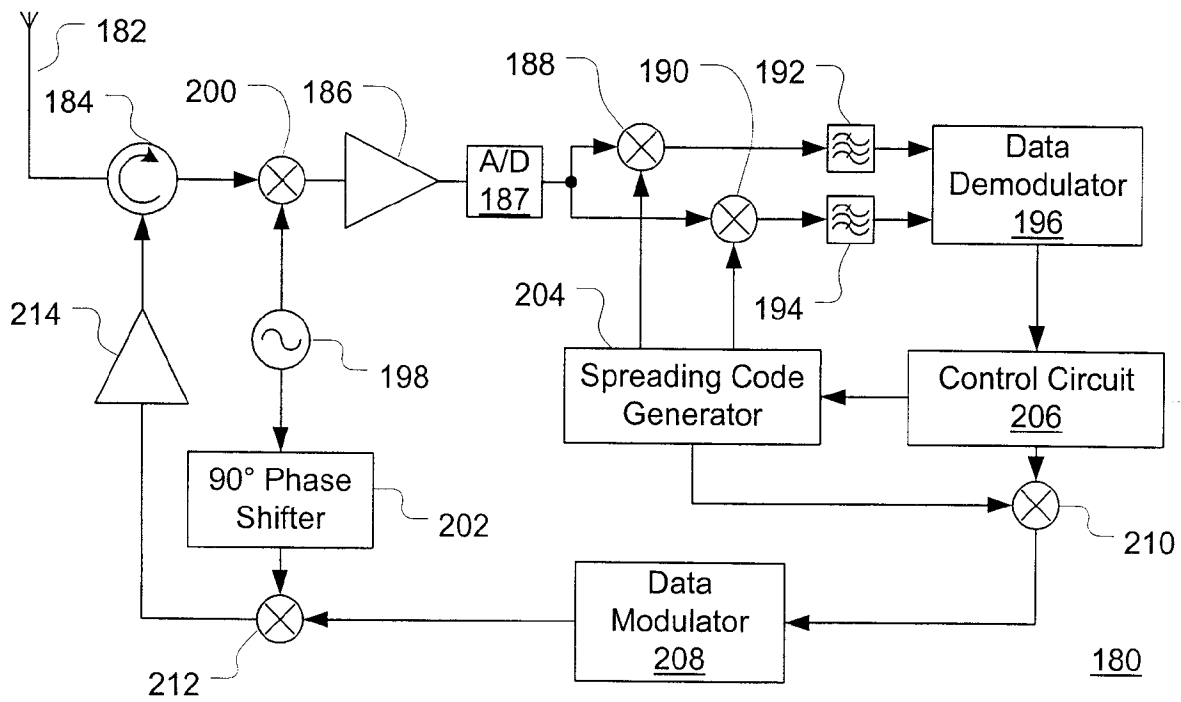 182
184
200
186
188
190
192
A/D
187
Data
Demodulator
196
194
204
214
198
Spreading Code
Generator
Control Circuit
206
90° Phase
Shifter
202
210
Data
Modulator
208
212
180